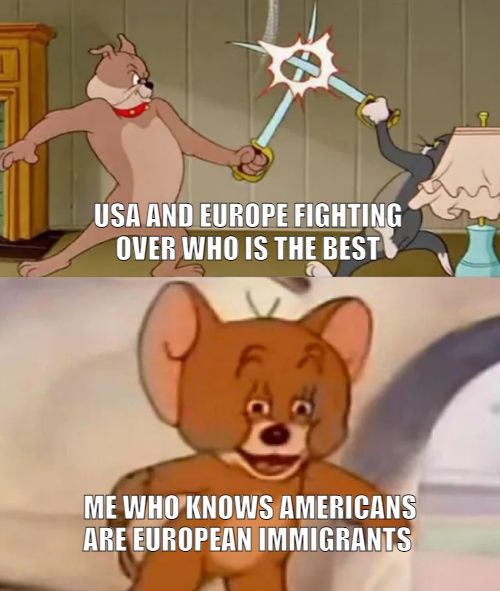 USA AND EUROPE FIGHTING
OVER WHO IS THE BEST
ME WHO KNOWS AMERICANS
ARE EUROPEAN IMMIGRANTS